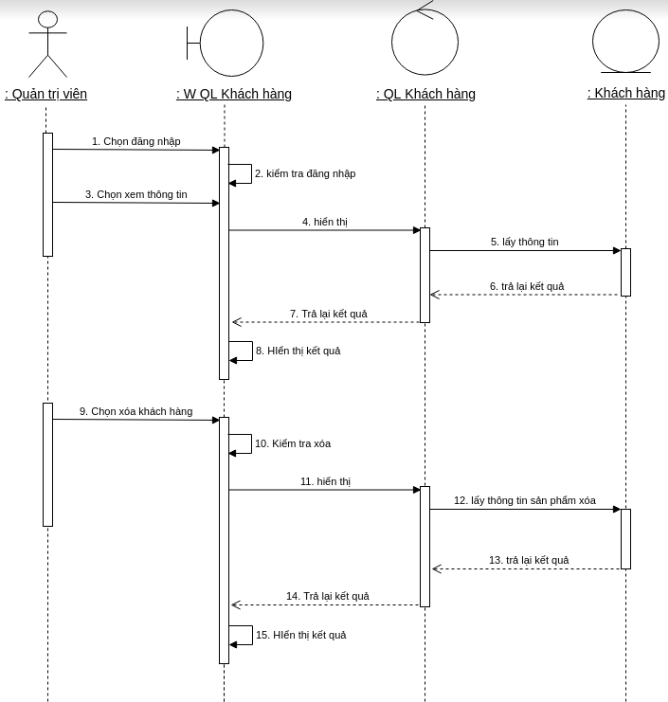 : Quản trị viên
: W QL Khách hàng
: QL Khách hàng
: Khách hàng
1. Chọn đăng nhập
2. kiểm tra đăng nhập
3. Chọn xem thông tin
4. hiển thị
5. lấy thông tin
6. trả lại kết quả
7. Trả lại kết quả
8. HIển thị kết quả
9. Chọn xóa khách hàng
10. Kiểm tra xóa
11. hiển thị
12. lấy thông tin sản phẩm xóa
13. trả lại kết quả
14. Trả lại kết quả
15. HIển thị kết quả